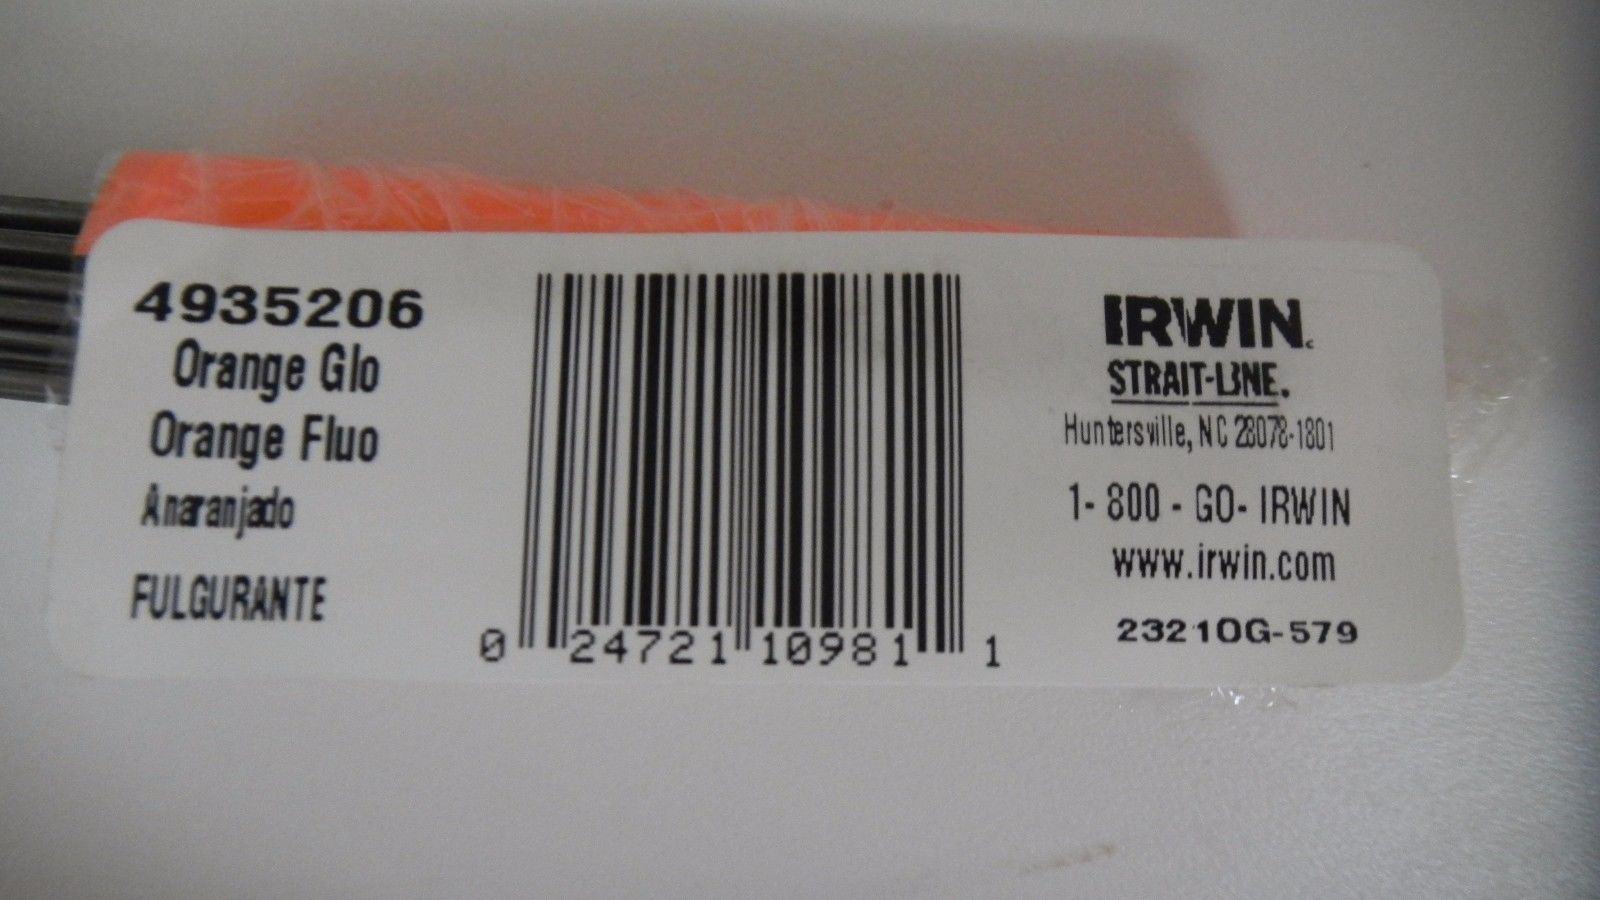 4935206
Orange Glo
Orange Fluo
Anaranjado
FULGURANTE
0 24721 10981 1
IRWIN
STRAIT-LINE.
Huntersville, NC 28078-1801
1-800-GO-IRWIN
www.irwin.com
2321OG-579